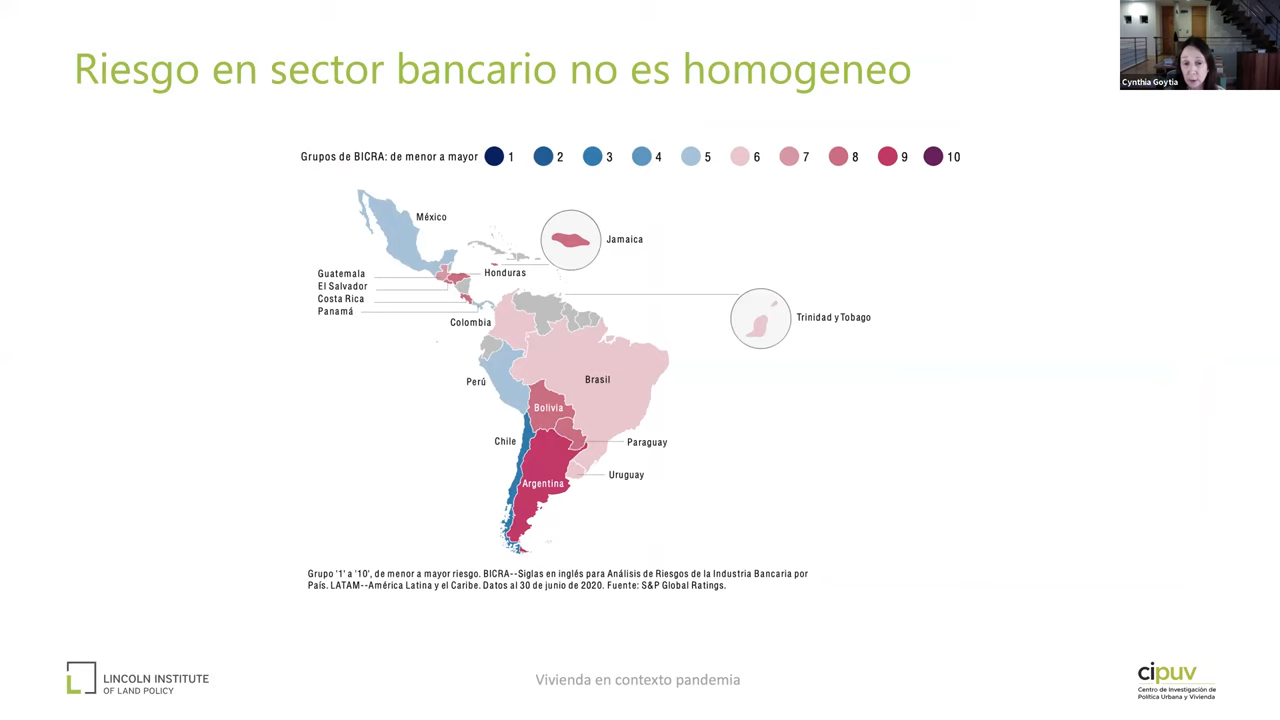 Riesgo en sector bancario no es homogeneo
Cynthia Goytia
Grupos de BICRA: de menor a mayor 1 2 3 4 5 6 7 8 9 10
México
Jamaica
Guatemala
Honduras
El Salvador
Costa Rica
Panamá
Colombia
Trinidad y Tobago
Perú
Brasil
Bolivia
Chile
Paraguay
Uruguay
Argentina
Grupo '1' a '10', de menor a mayor riesgo. BICRA--Siglas en inglés para Análisis de Riesgos de la Industria Bancaria por
País. LATAM--América Latina y el Caribe. Datos al 30 de junio de 2020. Fuente: S&P Global Ratings.
LINCOLN INSTITUTE
OF LAND POLICY
Vivienda en contexto pandemia
cipuv
Centro de Investigación de
Política Urbana y Vivienda